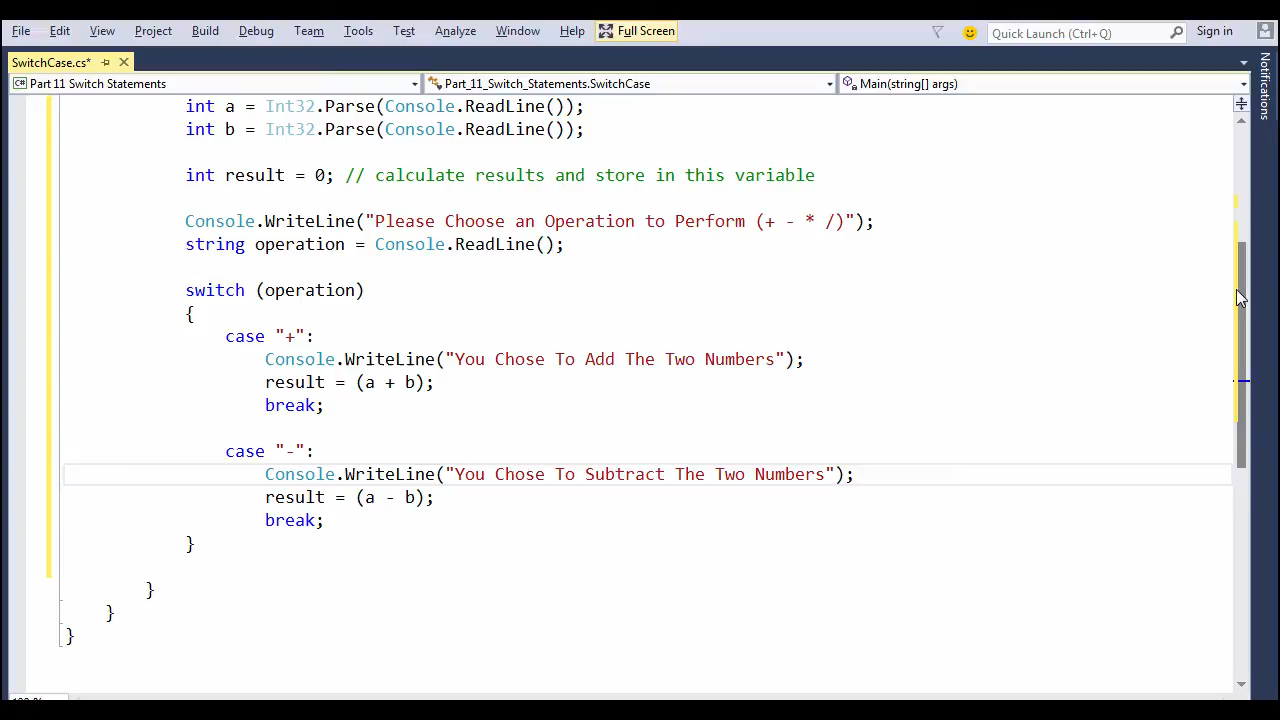 File Edit View Project Build Debug Team Tools Test Analyze Window Help Full Screen Quick Launch (Ctrl+Q) Sign in
SwitchCase.cs*
C# Part 11 Switch Statements Part_11_Switch_Statements.SwitchCase Main(string[] args)
Notifications
int a = Int32.Parse(Console.ReadLine());
int b = Int32.Parse(Console.ReadLine());
int result = 0; // calculate results and store in this variable
Console.WriteLine("Please Choose an Operation to Perform (+ - * /)");
string operation = Console.ReadLine();
switch (operation)
{
case "+":
Console.WriteLine("You Chose To Add The Two Numbers");
result = (a + b);
break;
case "-":
Console.WriteLine("You Chose To Subtract The Two Numbers");
result = (a - b);
break;
}
}
}
}